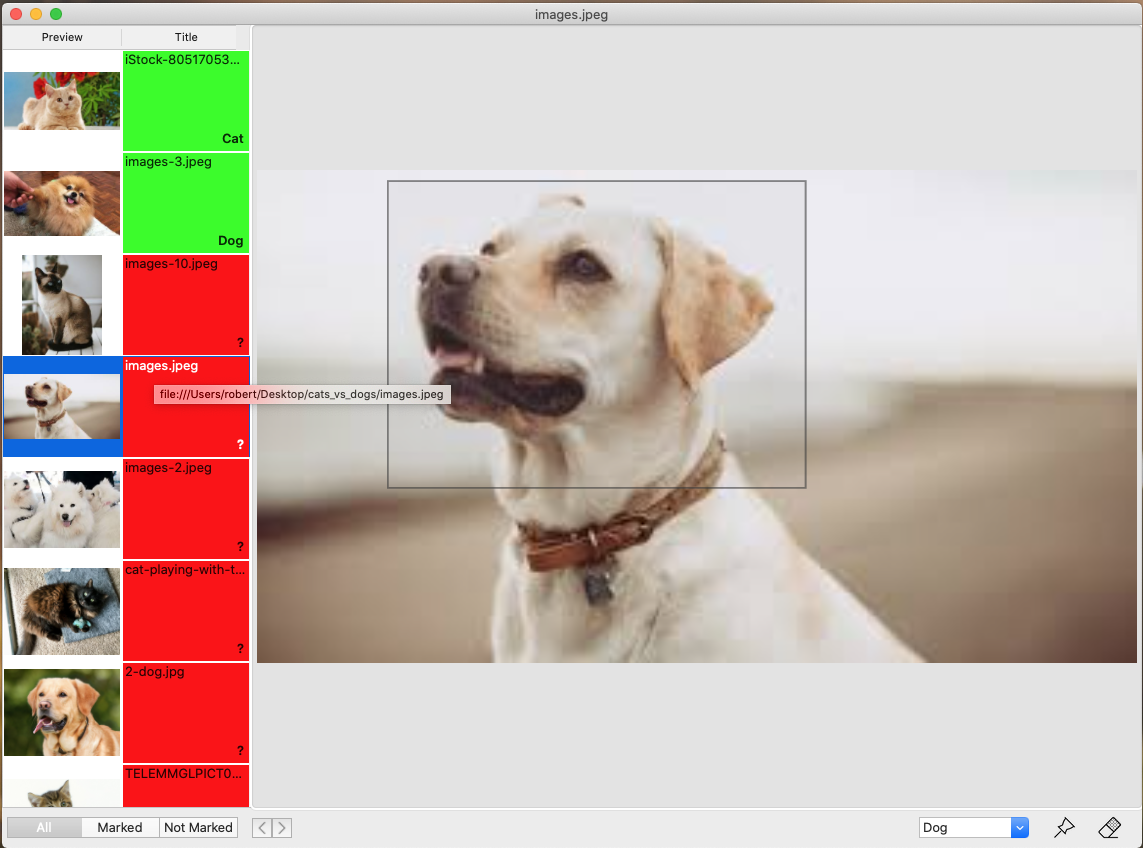 images.jpeg
Preview Title
iStock-80517053...
Cat
images-3.jpeg
Dog
images-10.jpeg
?
images.jpeg
file:///Users/robert/Desktop/cats_vs_dogs/images.jpeg
?
images-2.jpeg
?
cat-playing-with-t...
?
2-dog.jpg
?
TELEMMGLPICT0...
All Marked Not Marked Dog